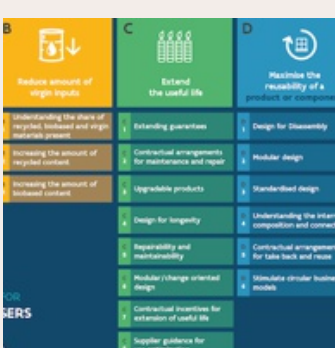 B
Reduce amount of
virgin inputs
Understanding the share of
recycled, biobased and virgin
materials present
Increasing the amount of
recycled content
Increasing the amount of
biobased content
C
Extend
the useful life
1 Extending guarantees
2 Contractual arrangements
for maintenance and repair
3 Upgradable products
4 Design for longevity
5 Repairability and
maintainability
6 Modular/change oriented
design
7 Contractual incentives for
extension of useful life
Supplier guidance for
D
Maximise the
reusability of a
product or compone
1 Design for Disassembly
2 Modular design
3 Standardised design
4 Understanding the inter
composition and connect
5 Contractual arrangement
for take back and reuse
6 Stimulate circular busine
models
FOR
SERS